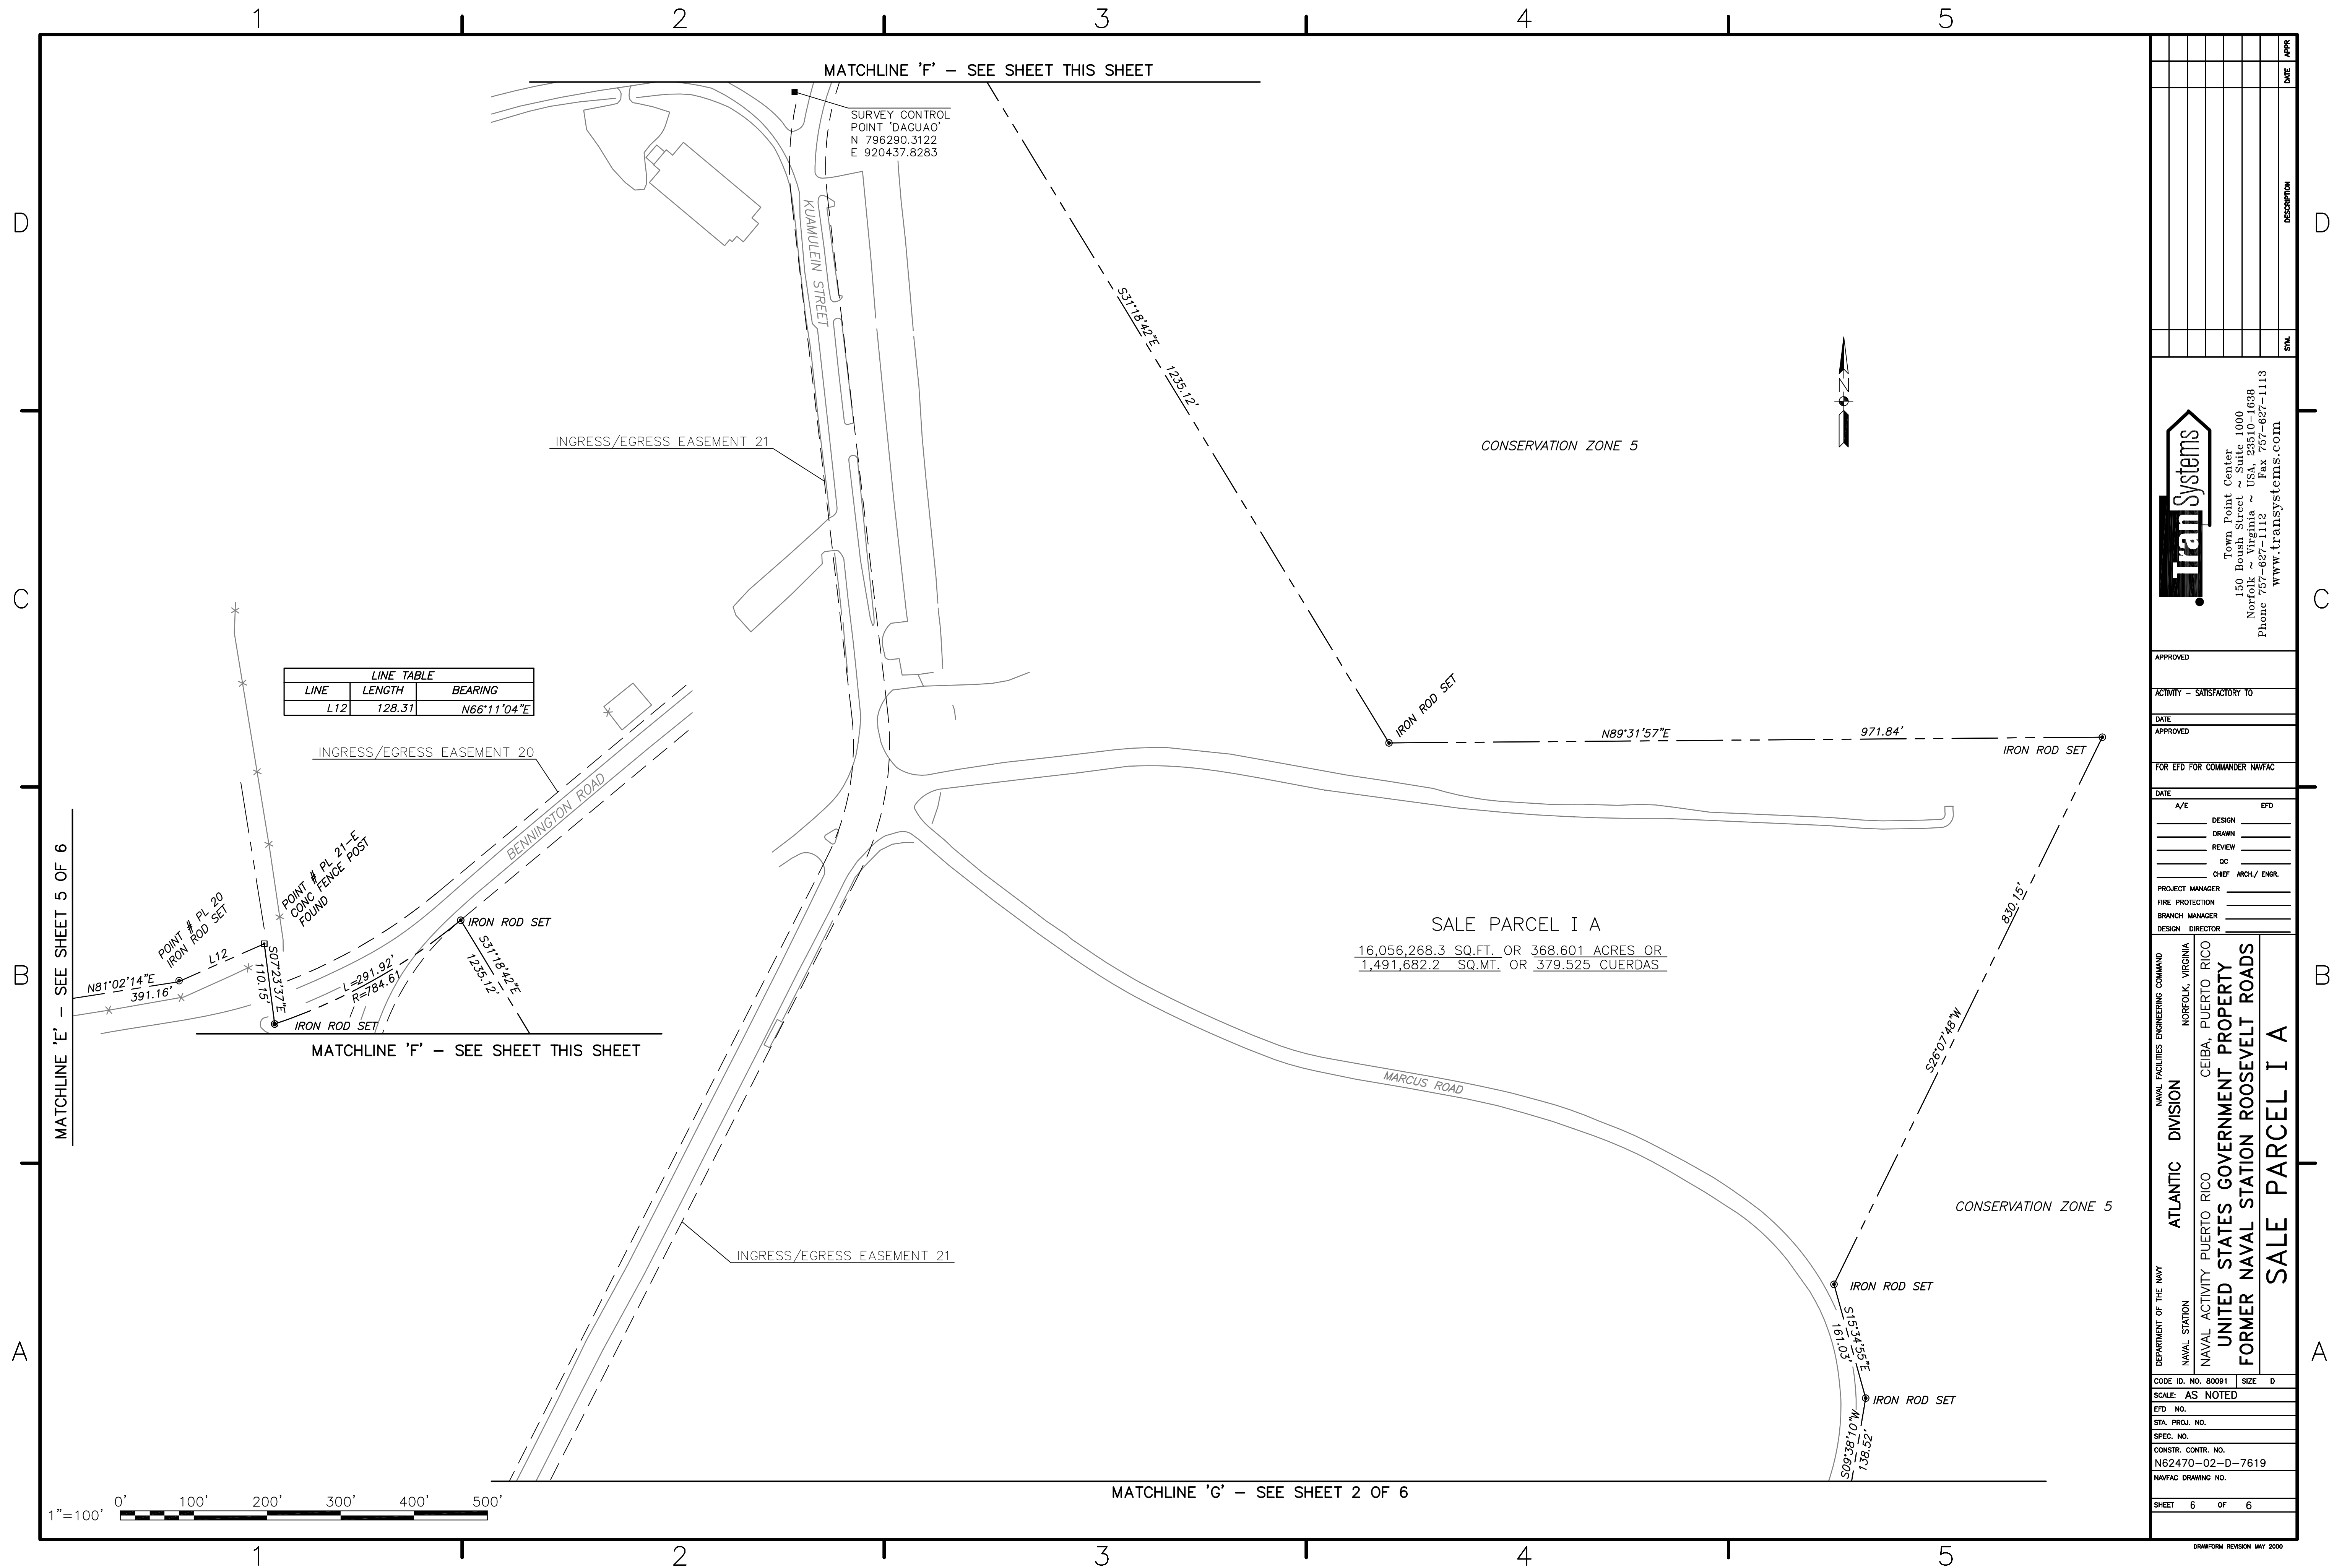 1 2 3 4 5
MATCHLINE 'F' – SEE SHEET THIS SHEET
SURVEY CONTROL
POINT 'DAGUAO'
N 796290.3122
E 920437.8283
D
D
KUAMULEIN STREET
S31°18'42"E
1235.12'
INGRESS/EGRESS EASEMENT 21
CONSERVATION ZONE 5
N
C
C
LINE TABLE
LINE LENGTH BEARING
L12 128.31 N66°11'04"E
INGRESS/EGRESS EASEMENT 20
BENNINGTON ROAD
IRON ROD SET
N89°31'57"E 971.84'
IRON ROD SET
MATCHLINE 'E' – SEE SHEET 5 OF 6
POINT # PL 20
IRON ROD SET
POINT # PL 21-E
CONC FENCE POST
FOUND
L12
N81°02'14"E
391.16'
S07°23'37"E
110.15'
L=291.92'
R=784.61
IRON ROD SET
S31°18'42"E
1235.12'
IRON ROD SET
MATCHLINE 'F' – SEE SHEET THIS SHEET
830.15'
S26°07'48"W
SALE PARCEL I A
16,056,268.3 SQ.FT. OR 368.601 ACRES OR
1,491,682.2 SQ.MT. OR 379.525 CUERDAS
B
B
MARCUS ROAD
CONSERVATION ZONE 5
INGRESS/EGRESS EASEMENT 21
IRON ROD SET
S15°34'55"E
161.03'
IRON ROD SET
S09°38'10"W
138.52'
A
A
MATCHLINE 'G' – SEE SHEET 2 OF 6
1"=100'
0' 100' 200' 300' 400' 500'
1 2 3 4 5
SYM. DESCRIPTION DATE APPR
TranSystems
Town Point Center
150 Boush Street ~ Suite 1000
Norfolk ~ Virginia ~ USA, 23510-1638
Phone 757-627-1112 Fax 757-627-1113
www.transystems.com
APPROVED
ACTIVITY – SATISFACTORY TO
DATE
APPROVED
FOR EFD FOR COMMANDER NAVFAC
DATE
A/E EFD
DESIGN
DRAWN
REVIEW
QC
CHIEF ARCH./ ENGR.
PROJECT MANAGER
FIRE PROTECTION
BRANCH MANAGER
DESIGN DIRECTOR
DEPARTMENT OF THE NAVY NAVAL FACILITIES ENGINEERING COMMAND
ATLANTIC DIVISION
NAVAL STATION NORFOLK, VIRGINIA
NAVAL ACTIVITY PUERTO RICO CEIBA, PUERTO RICO
UNITED STATES GOVERNMENT PROPERTY
FORMER NAVAL STATION ROOSEVELT ROADS
SALE PARCEL I A
CODE ID. NO. 80091 SIZE D
SCALE: AS NOTED
EFD NO.
STA. PROJ. NO.
SPEC. NO.
CONSTR. CONTR. NO.
N62470-02-D-7619
NAVFAC DRAWING NO.
SHEET 6 OF 6
DRAWFORM REVISION MAY 2000